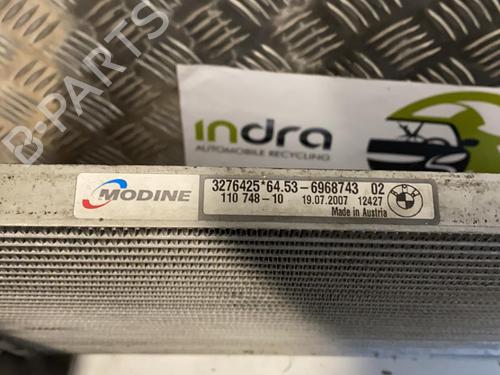 B-PARTS
indra
AUTOMOBILE RECYCLING
MODINE
3276425*64.53-6968743 02
110 748-10 19.07.2007 12427
Made in Austria